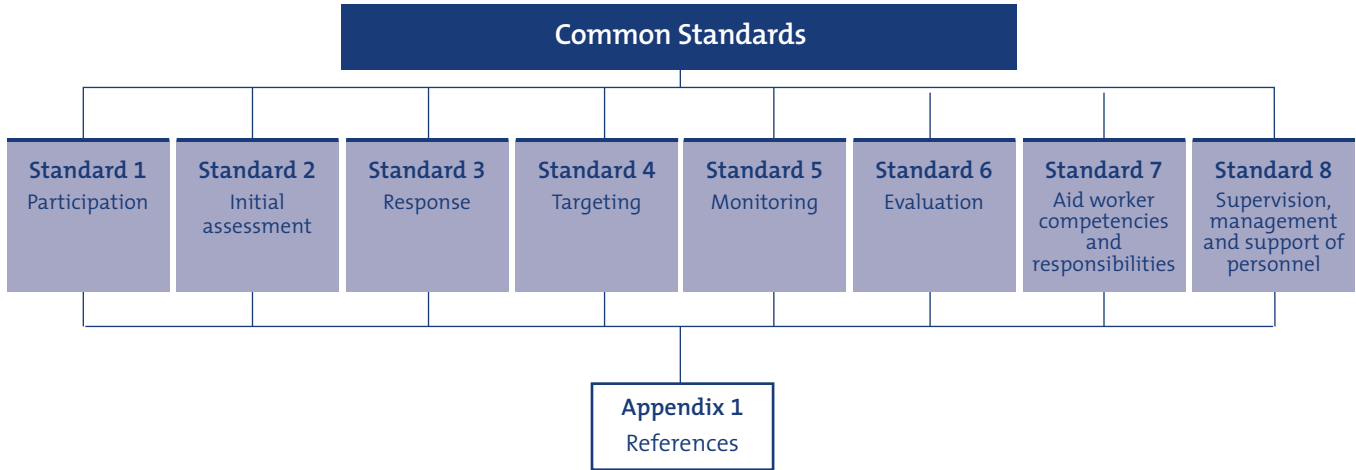 Common Standards
Standard 1
Participation
Standard 2
Initial
assessment
Standard 3
Response
Standard 4
Targeting
Standard 5
Monitoring
Standard 6
Evaluation
Standard 7
Aid worker
competencies
and
responsibilities
Standard 8
Supervision,
management
and support of
personnel
Appendix 1
References